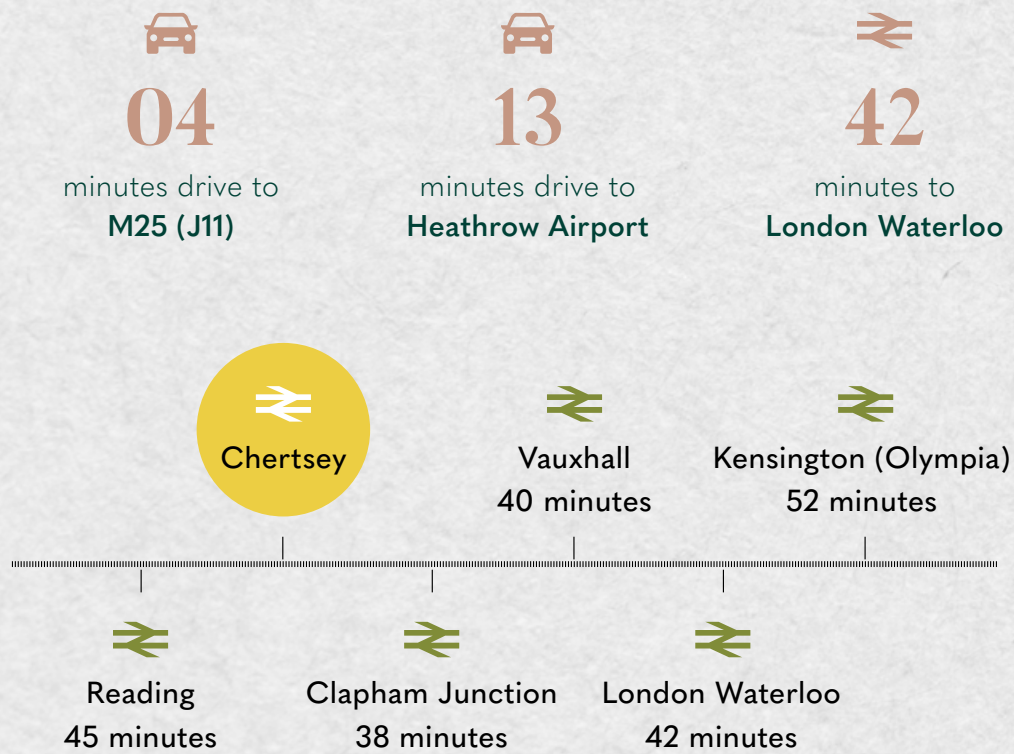 04
minutes drive to
M25 (J11)
13
minutes drive to
Heathrow Airport
42
minutes to
London Waterloo
Chertsey
Vauxhall
40 minutes
Kensington (Olympia)
52 minutes
Reading
45 minutes
Clapham Junction
38 minutes
London Waterloo
42 minutes